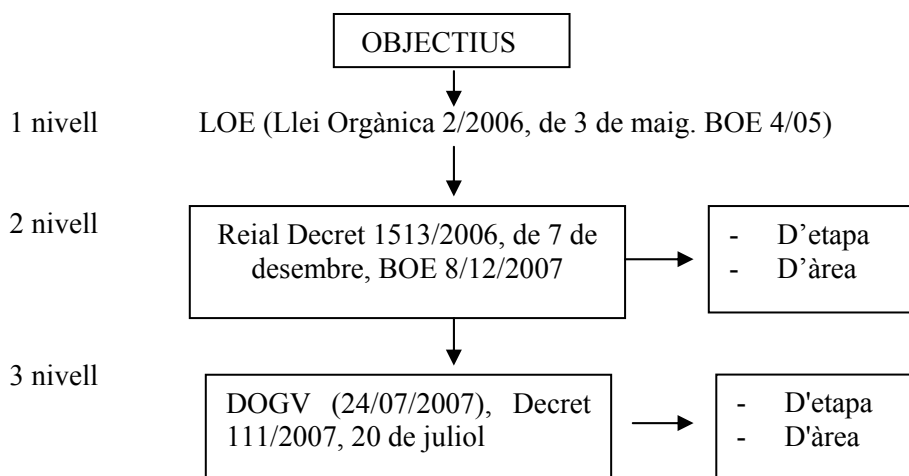 OBJECTIUS
1 nivell LOE (Llei Orgànica 2/2006, de 3 de maig. BOE 4/05)
2 nivell
Reial Decret 1513/2006, de 7 de
desembre, BOE 8/12/2007
- D’etapa
- D’àrea
3 nivell
DOGV (24/07/2007), Decret
111/2007, 20 de juliol
- D'etapa
- D'àrea